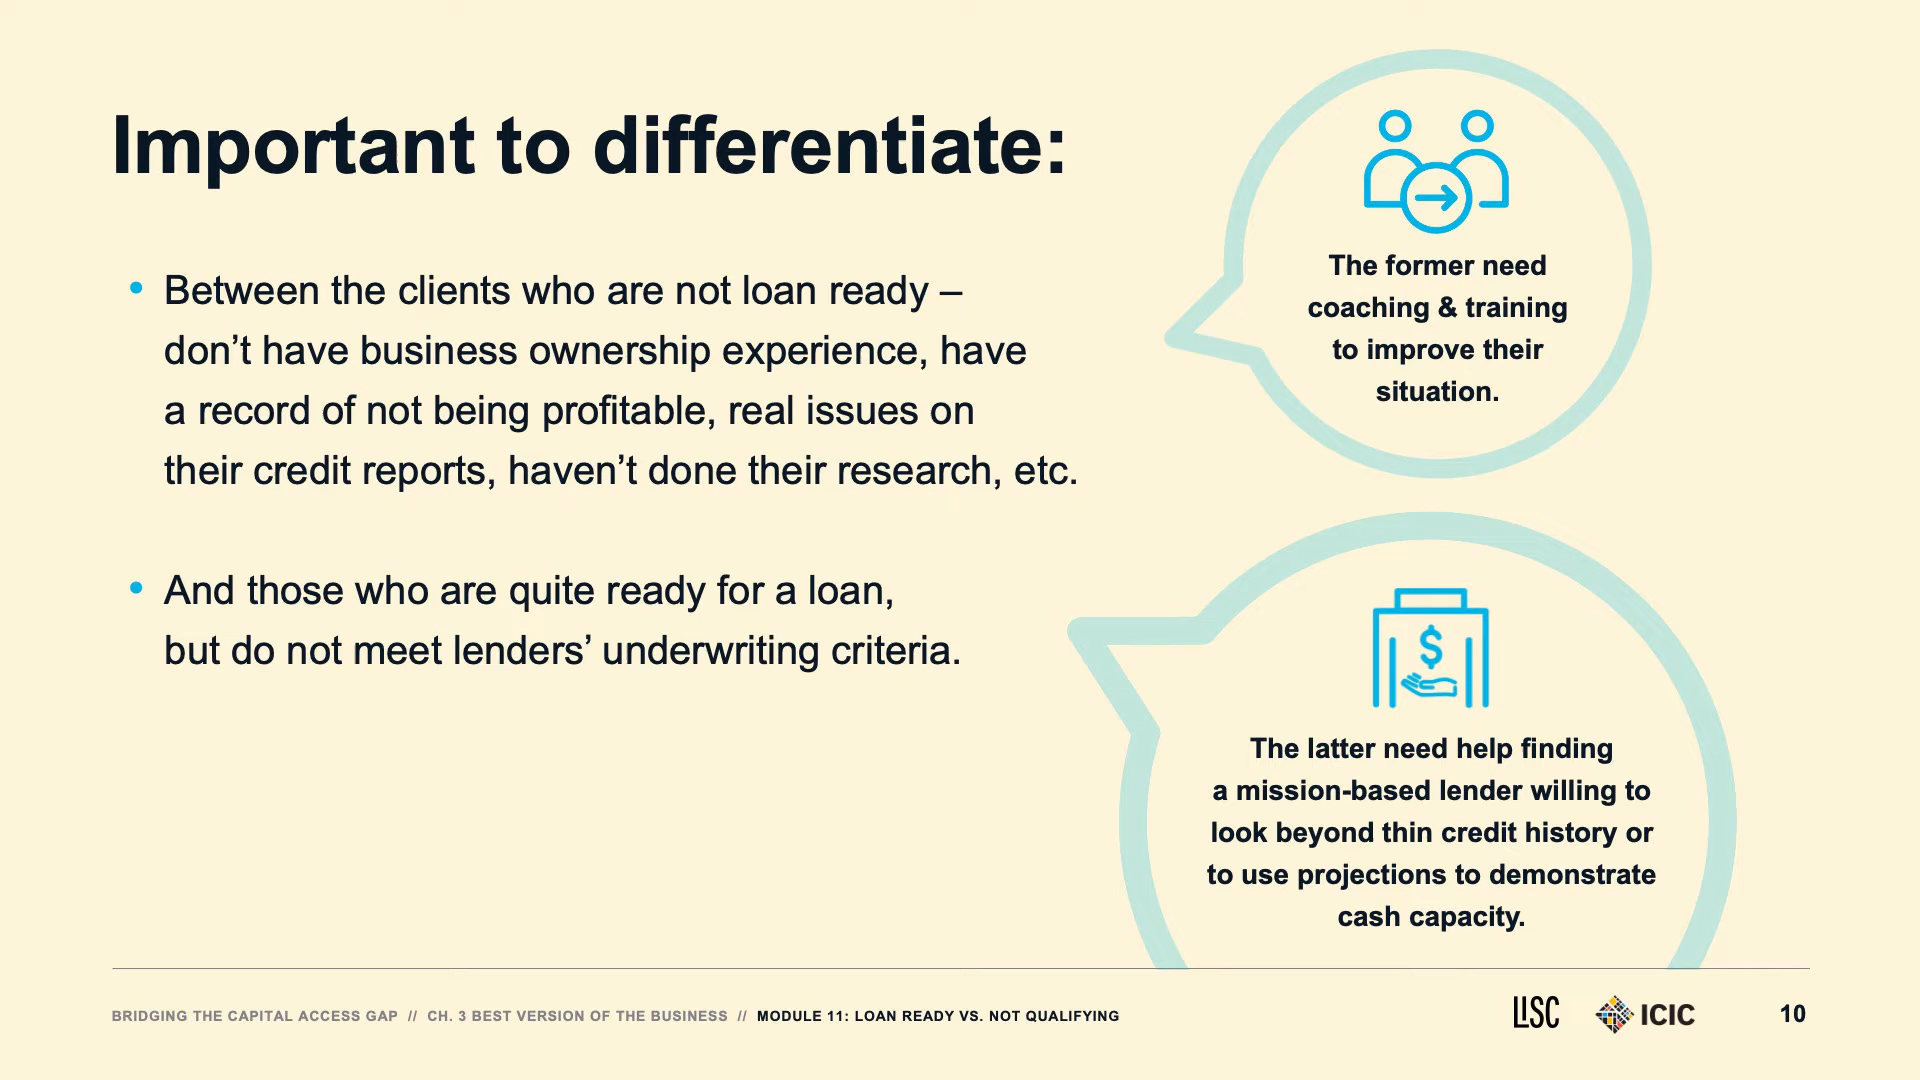 Important to differentiate:
• Between the clients who are not loan ready –
don’t have business ownership experience, have
a record of not being profitable, real issues on
their credit reports, haven’t done their research, etc.
• And those who are quite ready for a loan,
but do not meet lenders’ underwriting criteria.
The former need
coaching & training
to improve their
situation.
$
The latter need help finding
a mission-based lender willing to
look beyond thin credit history or
to use projections to demonstrate
cash capacity.
BRIDGING THE CAPITAL ACCESS GAP // CH. 3 BEST VERSION OF THE BUSINESS // MODULE 11: LOAN READY VS. NOT QUALIFYING
LISC
ICIC
10